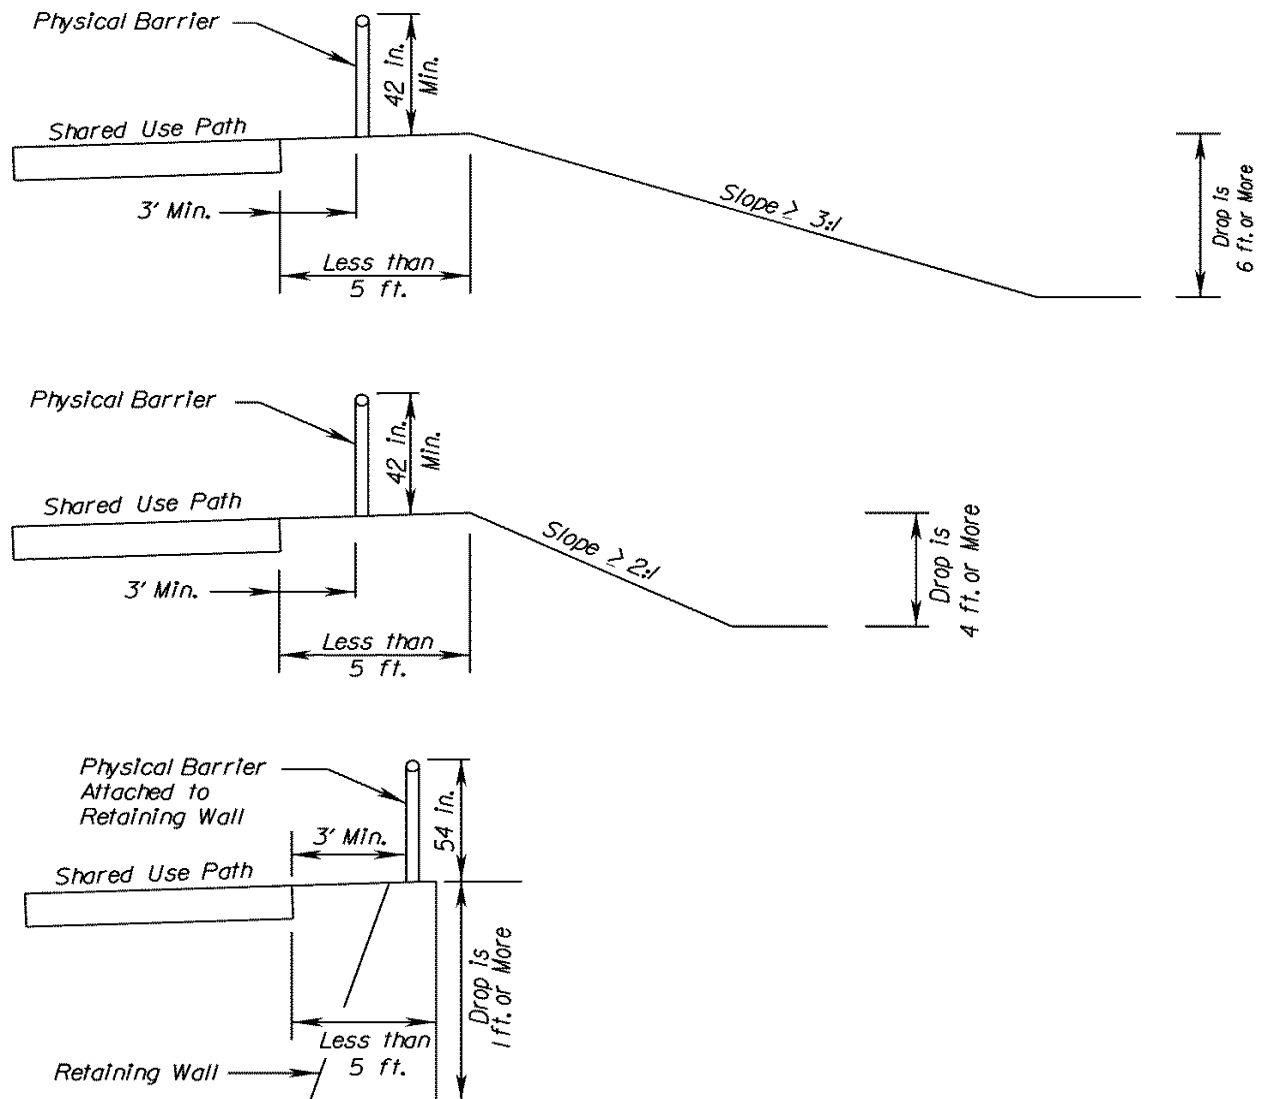 Physical Barrier
42 in.
Min.
Shared Use Path
3' Min.
Less than
5 ft.
Slope ≥ 3:1
Drop is
6 ft. or More
Physical Barrier
42 in.
Min.
Shared Use Path
3' Min.
Less than
5 ft.
Slope ≥ 2:1
Drop is
4 ft. or More
Physical Barrier
Attached to
Retaining Wall
54 in.
3' Min.
Shared Use Path
Drop is
1 ft. or More
Less than
5 ft.
Retaining Wall